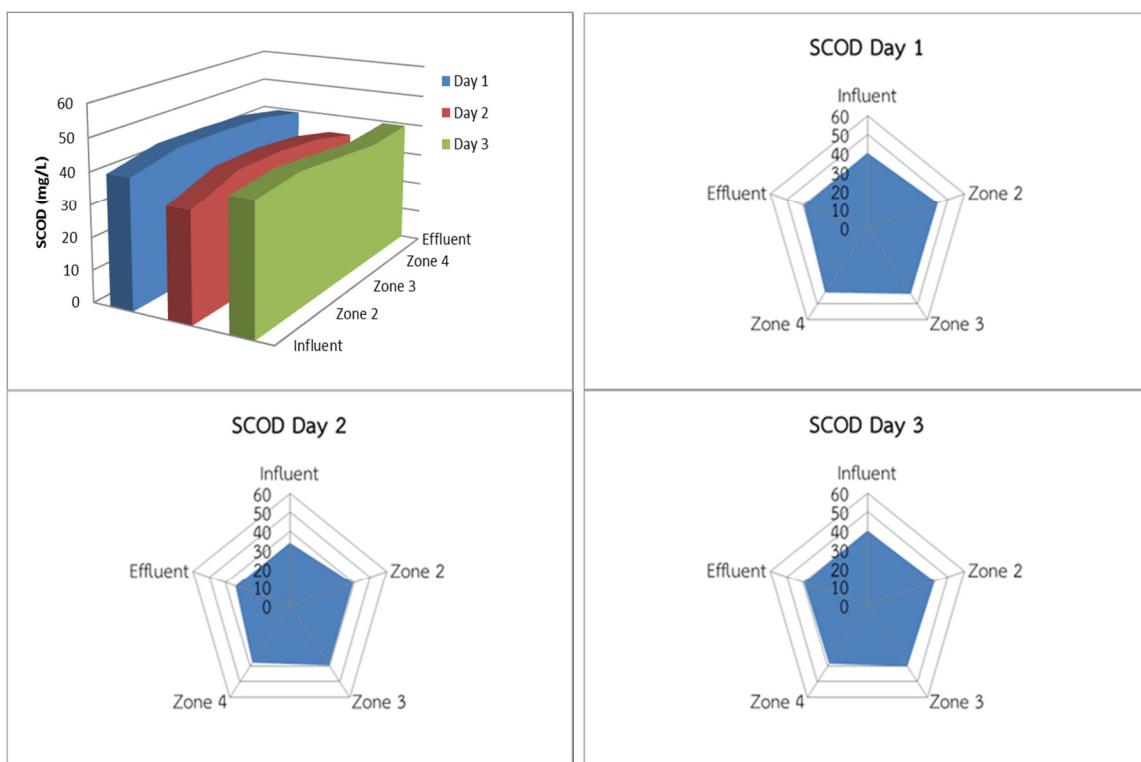 60
50
40
30
20
10
0
SCOD (mg/L)
Day 1
Day 2
Day 3
Effluent
Zone 4
Zone 3
Zone 2
Influent
SCOD Day 1
Influent
60
50
40
30
20
10
0
Effluent
Zone 2
Zone 4
Zone 3
SCOD Day 2
Influent
60
50
40
30
20
10
0
Effluent
Zone 2
Zone 4
Zone 3
SCOD Day 3
Influent
60
50
40
30
20
10
0
Effluent
Zone 2
Zone 4
Zone 3